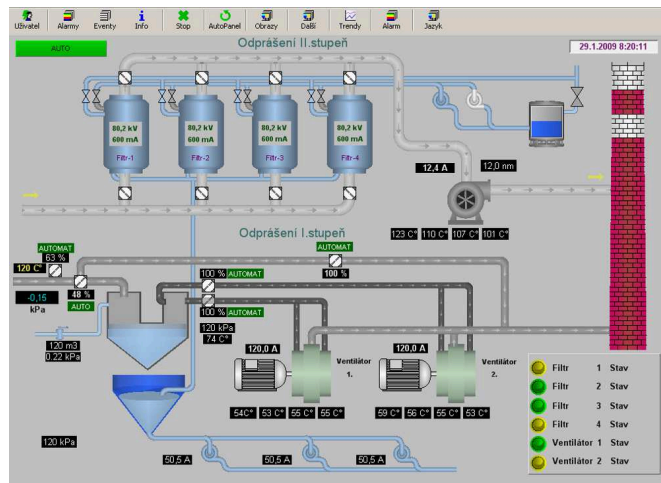 Uživatel Alarmy Eventy Info Stop AutoPanel Obrazy Další Trendy Alarm Jazyk
AUTO
Odprášení II.stupeň
29.1.2009 8:20:11
80,2 kV 80,2 kV 80,2 kV 80,2 kV
600 mA 600 mA 600 mA 600 mA
Filtr-1 Filtr-2 Filtr-3 Filtr-4
12,4 A 12,0 nm
123 C° 110 C° 107 C° 101 C°
Odprášení I.stupeň
AUTOMAT AUTOMAT
63 %
120 C°
100 %
100 % AUTOMAT
-0,15 48 %
kPa AUTO
100 % AUTOMAT
120 kPa
74 C°
120 m3
0.22 kPa
120,0 A 120,0 A
Ventilátor Ventilátor
1. 2.
54C° 53 C° 55 C° 55 C° 59 C° 56 C° 55 C° 53 C°
Filtr 1 Stav
Filtr 2 Stav
Filtr 3 Stav
Filtr 4 Stav
Ventilátor 1 Stav
Ventilátor 2 Stav
120 kPa
50,5 A 50,5 A 50,5 A